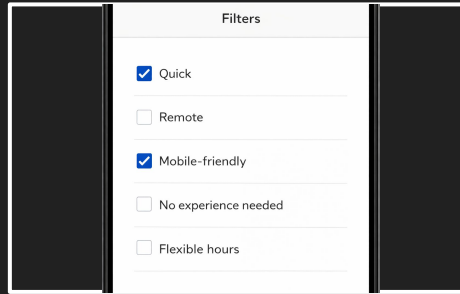 Filters
Quick
Remote
Mobile-friendly
No experience needed
Flexible hours